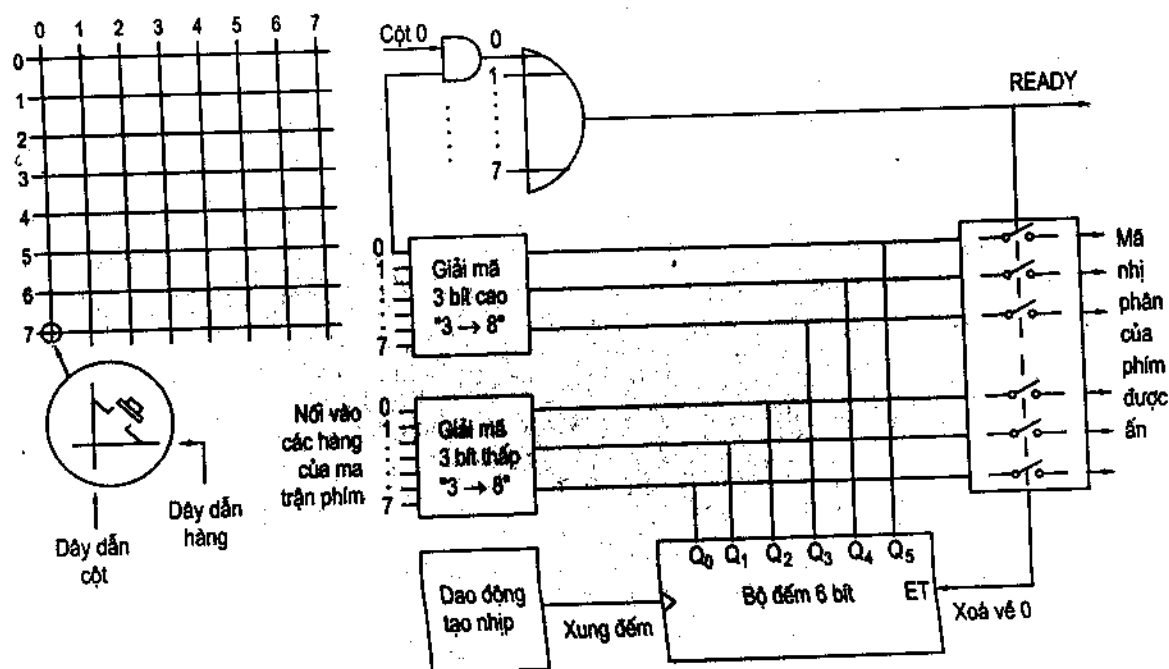 0 1 2 3 4 5 6 7
0
1
2
3
4
5
6
7
Dây dẫn
hàng
Dây dẫn
cột
Cột 0
0
1
7
READY
0
1
1
7
Giải mã
3 bít cao
"3 → 8"
Nối vào
các hàng
của ma
trận phím
0
1
7
Giải mã
3 bít thấp
"3 → 8"
Mã
nhị
phân
của
phím
được
ấn
Dao động
tạo nhịp
Xung đếm
Q0 Q1 Q2 Q3 Q4 Q5
Bộ đếm 6 bít
ET
Xoá về 0